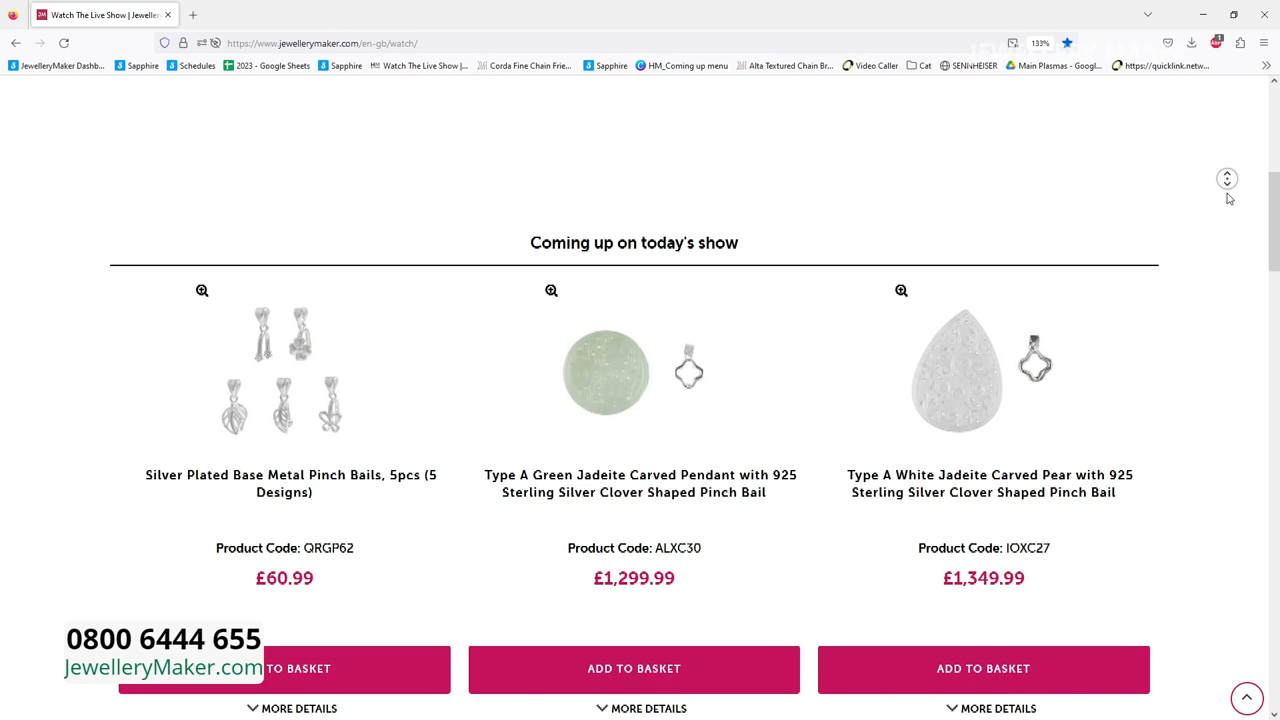 Watch The Live Show | Jeweller
https://www.jewellerymaker.com/en-gb/watch/
133%
1
JewelleryMaker Dashb...
Sapphire
Schedules
2023 - Google Sheets
Sapphire
Watch The Live Show |...
Corda Fine Chain Frie...
Sapphire
HM_Coming up menu
Alta Textured Chain Br...
Video Caller
Cat
SENNHEISER
Main Plasmas - Googl...
https://quicklink.netw...
Coming up on today's show
Silver Plated Base Metal Pinch Bails, 5pcs (5
Designs)
Product Code: QRGP62
£60.99
Type A Green Jadeite Carved Pendant with 925
Sterling Silver Clover Shaped Pinch Bail
Product Code: ALXC30
£1,299.99
Type A White Jadeite Carved Pear with 925
Sterling Silver Clover Shaped Pinch Bail
Product Code: IOXC27
£1,349.99
0800 6444 655
JewelleryMaker.com
TO BASKET
ADD TO BASKET
ADD TO BASKET
MORE DETAILS
MORE DETAILS
MORE DETAILS